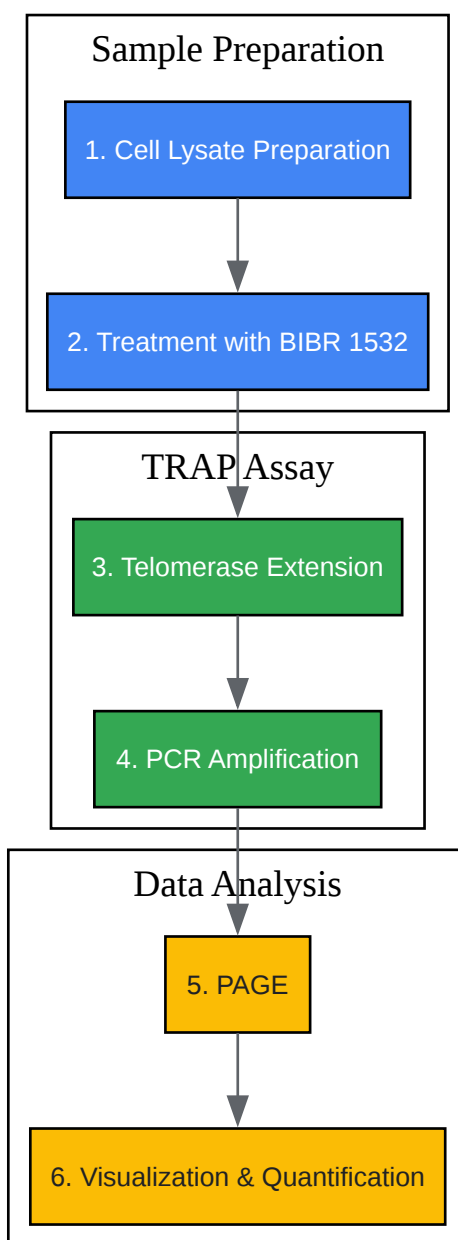 Sample Preparation
1. Cell Lysate Preparation
2. Treatment with BIBR 1532
TRAP Assay
3. Telomerase Extension
4. PCR Amplification
Data Analysis
5. PAGE
6. Visualization & Quantification